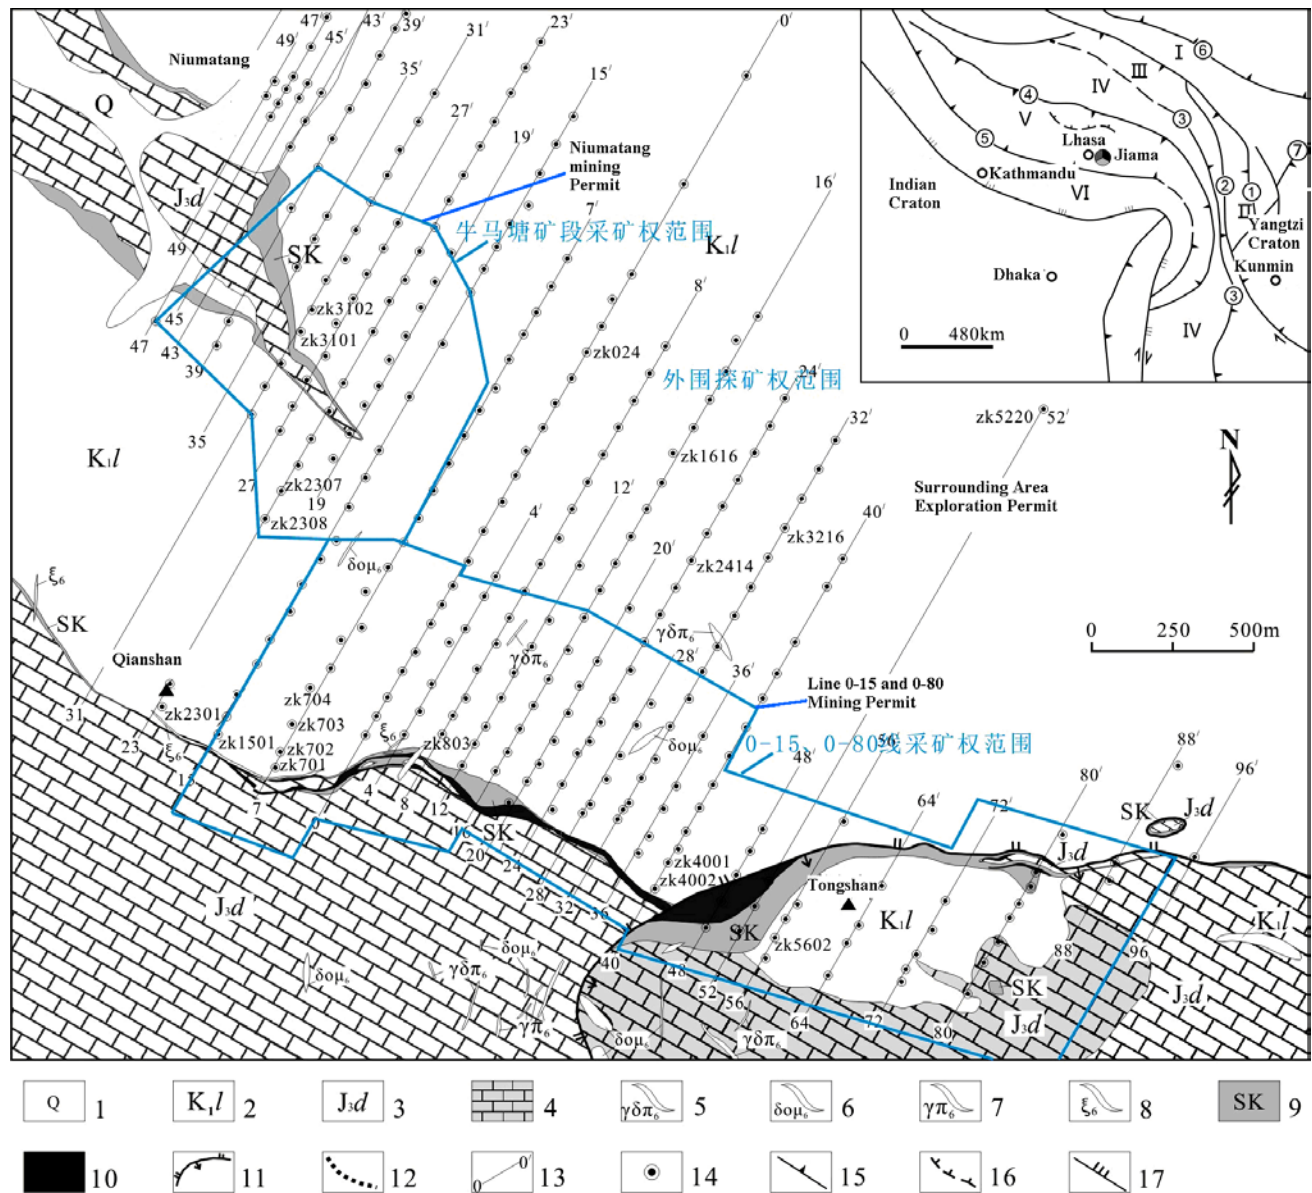 47′
43′
39′
23′
0′
49′
45′
31′
Niumatang
35′
15′
Q
27′
19′
Niumatang
mining
Permit
16′
J₃d
7′
牛马塘矿段采矿权范围
K₁l
49
SK
8′
zk3102
45
zk3101
47
43
zk024
39
外围探矿权范围
24′
32′
zk5220
52′
35
K₁l
zk1616
N
27
zk2307
12′
Surrounding Area
Exploration Permit
19
zk2308
4′
40′
zk3216
δομ₆
20′
zk2414
ξ₆
SK
γδπ₆
0
250
500m
Qianshan
γδπ₆
28′
36′
Line 0-15 and 0-80
Mining Permit
zk704
31
zk2301
zk703
ξ₆
δομ₆
0-15、0-80线采矿权范围
56′
48′
88′
23
ξ₆
zk1501
zk702
zk803
zk701
80′
96′
15
7
4
8
12
64′
72′
0
16
SK
SK
J₃d
20
24
zk4001
J₃d
zk4002
Tongshan
28
32
36
J₃d
SK
K₁l
K₁l
zk5602
δομ₆
40
48
88
96
δομ₆
γδπ₆
52
SK
J₃d
56
64
72
80
J₃d
γπ₆
δομ₆
γδπ₆
I
⑥
III
IV
④
V
③
⑤
Lhasa
Jiama
⑦
Kathmandu
VI
②
①
II
Indian
Craton
Yangtzi
Craton
Kunmin
Dhaka
③
IV
0
480km
Q
1
K₁l
2
J₃d
3
4
γδπ₆
5
δομ₆
6
γπ₆
7
ξ₆
8
SK
9
10
11
12
0
0′
13
14
15
16
17